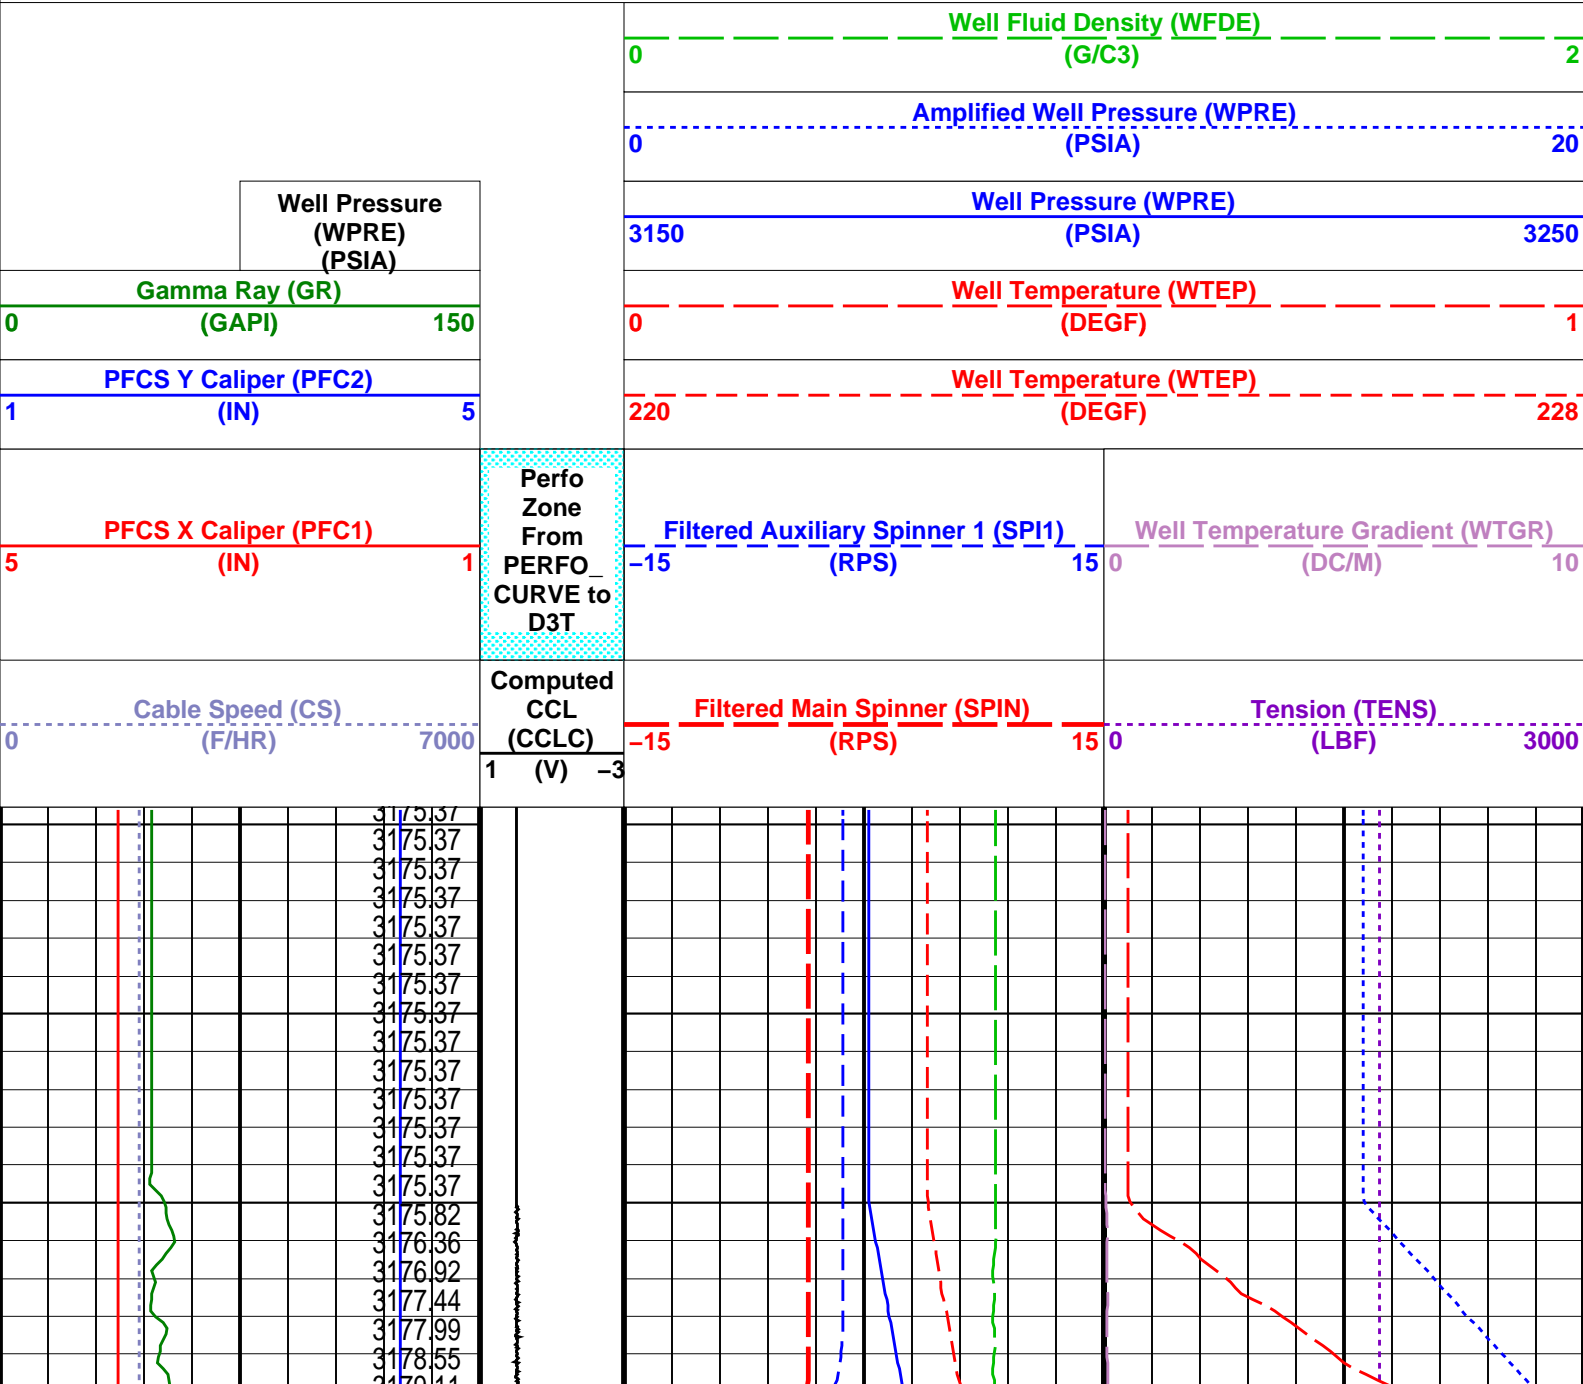 Well Fluid Density (WFDE)
0 (G/C3) 2
Amplified Well Pressure (WPRE)
0 (PSIA) 20
Well Pressure
(WPRE)
(PSIA)
Well Pressure (WPRE)
3150 (PSIA) 3250
Gamma Ray (GR)
0 (GAPI) 150
Well Temperature (WTEP)
0 (DEGF) 1
PFCS Y Caliper (PFC2)
1 (IN) 5
Well Temperature (WTEP)
220 (DEGF) 228
PFCS X Caliper (PFC1)
5 (IN) 1
Perfo
Zone
From
PERFO_
CURVE to
D3T
Filtered Auxiliary Spinner 1 (SPI1)
−15 (RPS) 15
Well Temperature Gradient (WTGR)
0 (DC/M) 10
Cable Speed (CS)
0 (F/HR) 7000
Computed
CCL
(CCLC)
1 (V) −3
Filtered Main Spinner (SPIN)
−15 (RPS) 15
Tension (TENS)
0 (LBF) 3000
3175.37
3175.37
3175.37
3175.37
3175.37
3175.37
3175.37
3175.37
3175.37
3175.37
3175.37
3175.37
3175.37
3175.37
3175.82
3176.36
3176.92
3177.44
3177.99
3178.55
3179.11